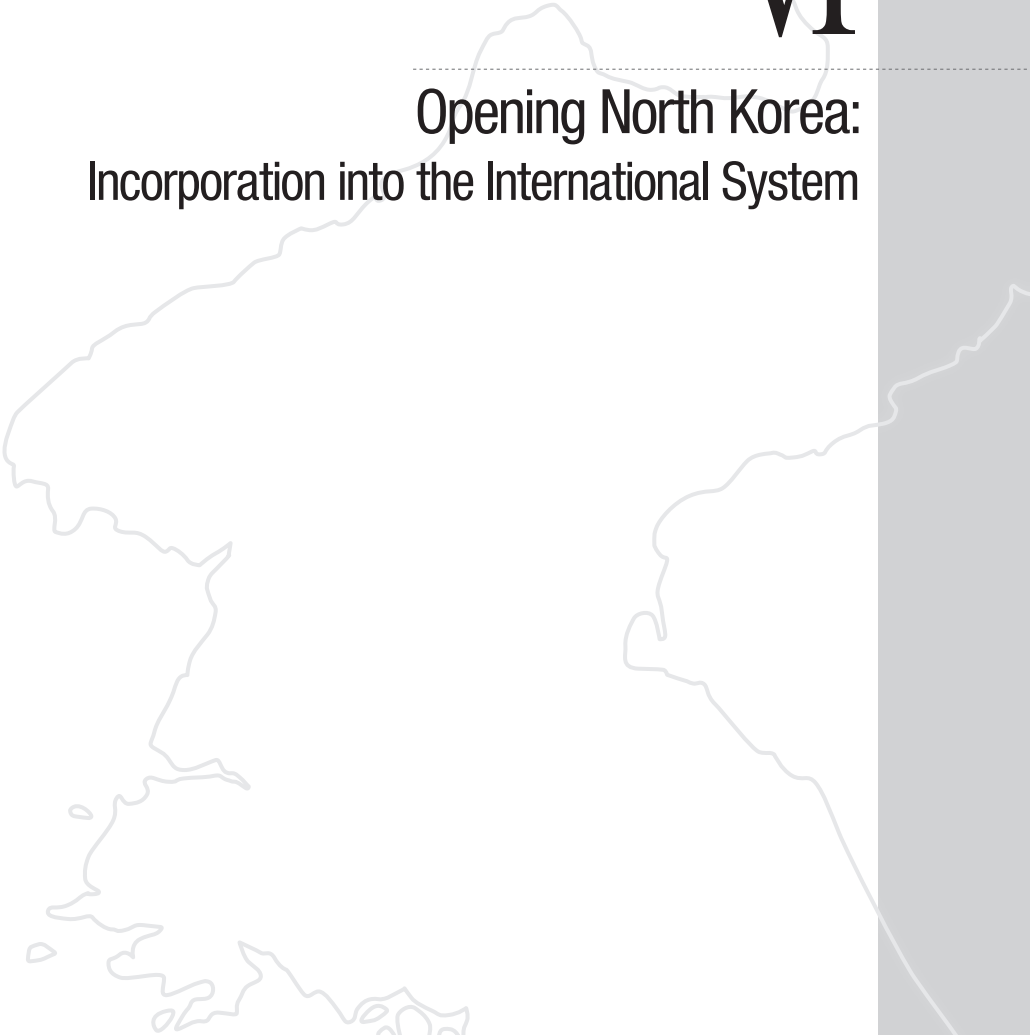 VI
Opening North Korea:
Incorporation into the International System